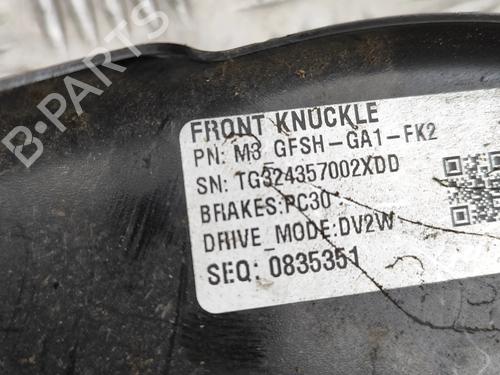 FRONT KNUCKLE
PN: M3 GFSH-GA1-FK2
SN: TG324357002XDD
BRAKES:PC30
DRIVE_MODE:DV2W
SEQ: 0835351
B-PARTS